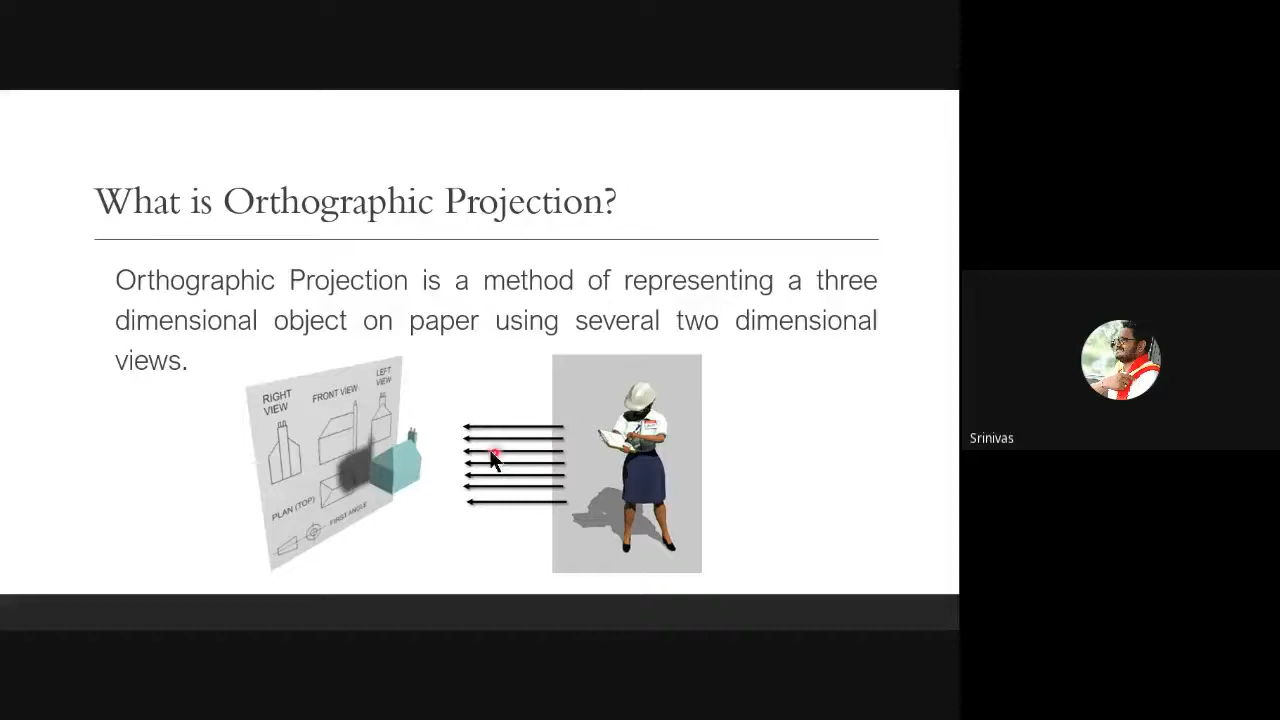 What is Orthographic Projection?
Orthographic Projection is a method of representing a three
dimensional object on paper using several two dimensional
views.
RIGHT
VIEW
FRONT VIEW
LEFT
VIEW
PLAN (TOP)
FIRST ANGLE
Srinivas